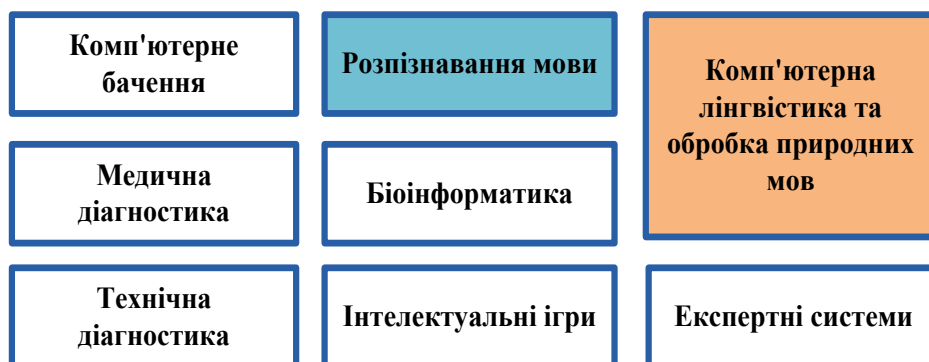 Комп'ютерне
бачення
Розпізнавання мови
Комп'ютерна
лінгвістика та
обробка природних
мов
Медична
діагностика
Біоінформатика
Технічна
діагностика
Інтелектуальні ігри
Експертні системи